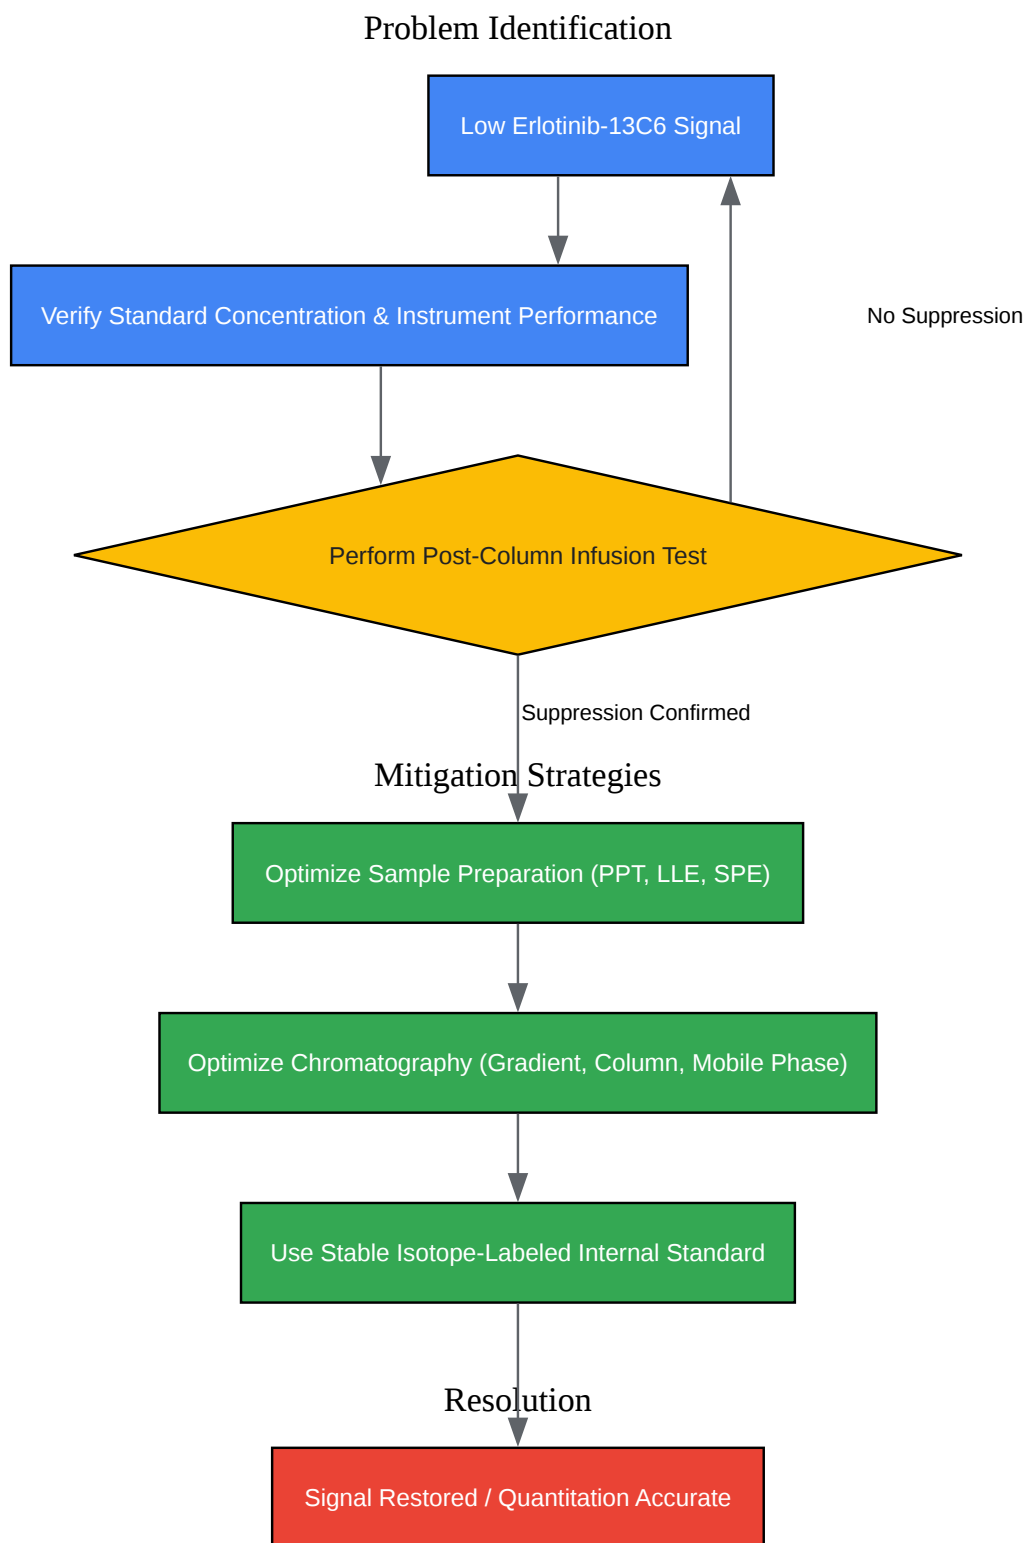 Problem Identification
Low Erlotinib-13C6 Signal
Verify Standard Concentration & Instrument Performance
No Suppression
Perform Post-Column Infusion Test
Suppression Confirmed
Mitigation Strategies
Optimize Sample Preparation (PPT, LLE, SPE)
Optimize Chromatography (Gradient, Column, Mobile Phase)
Use Stable Isotope-Labeled Internal Standard
Resolution
Signal Restored / Quantitation Accurate